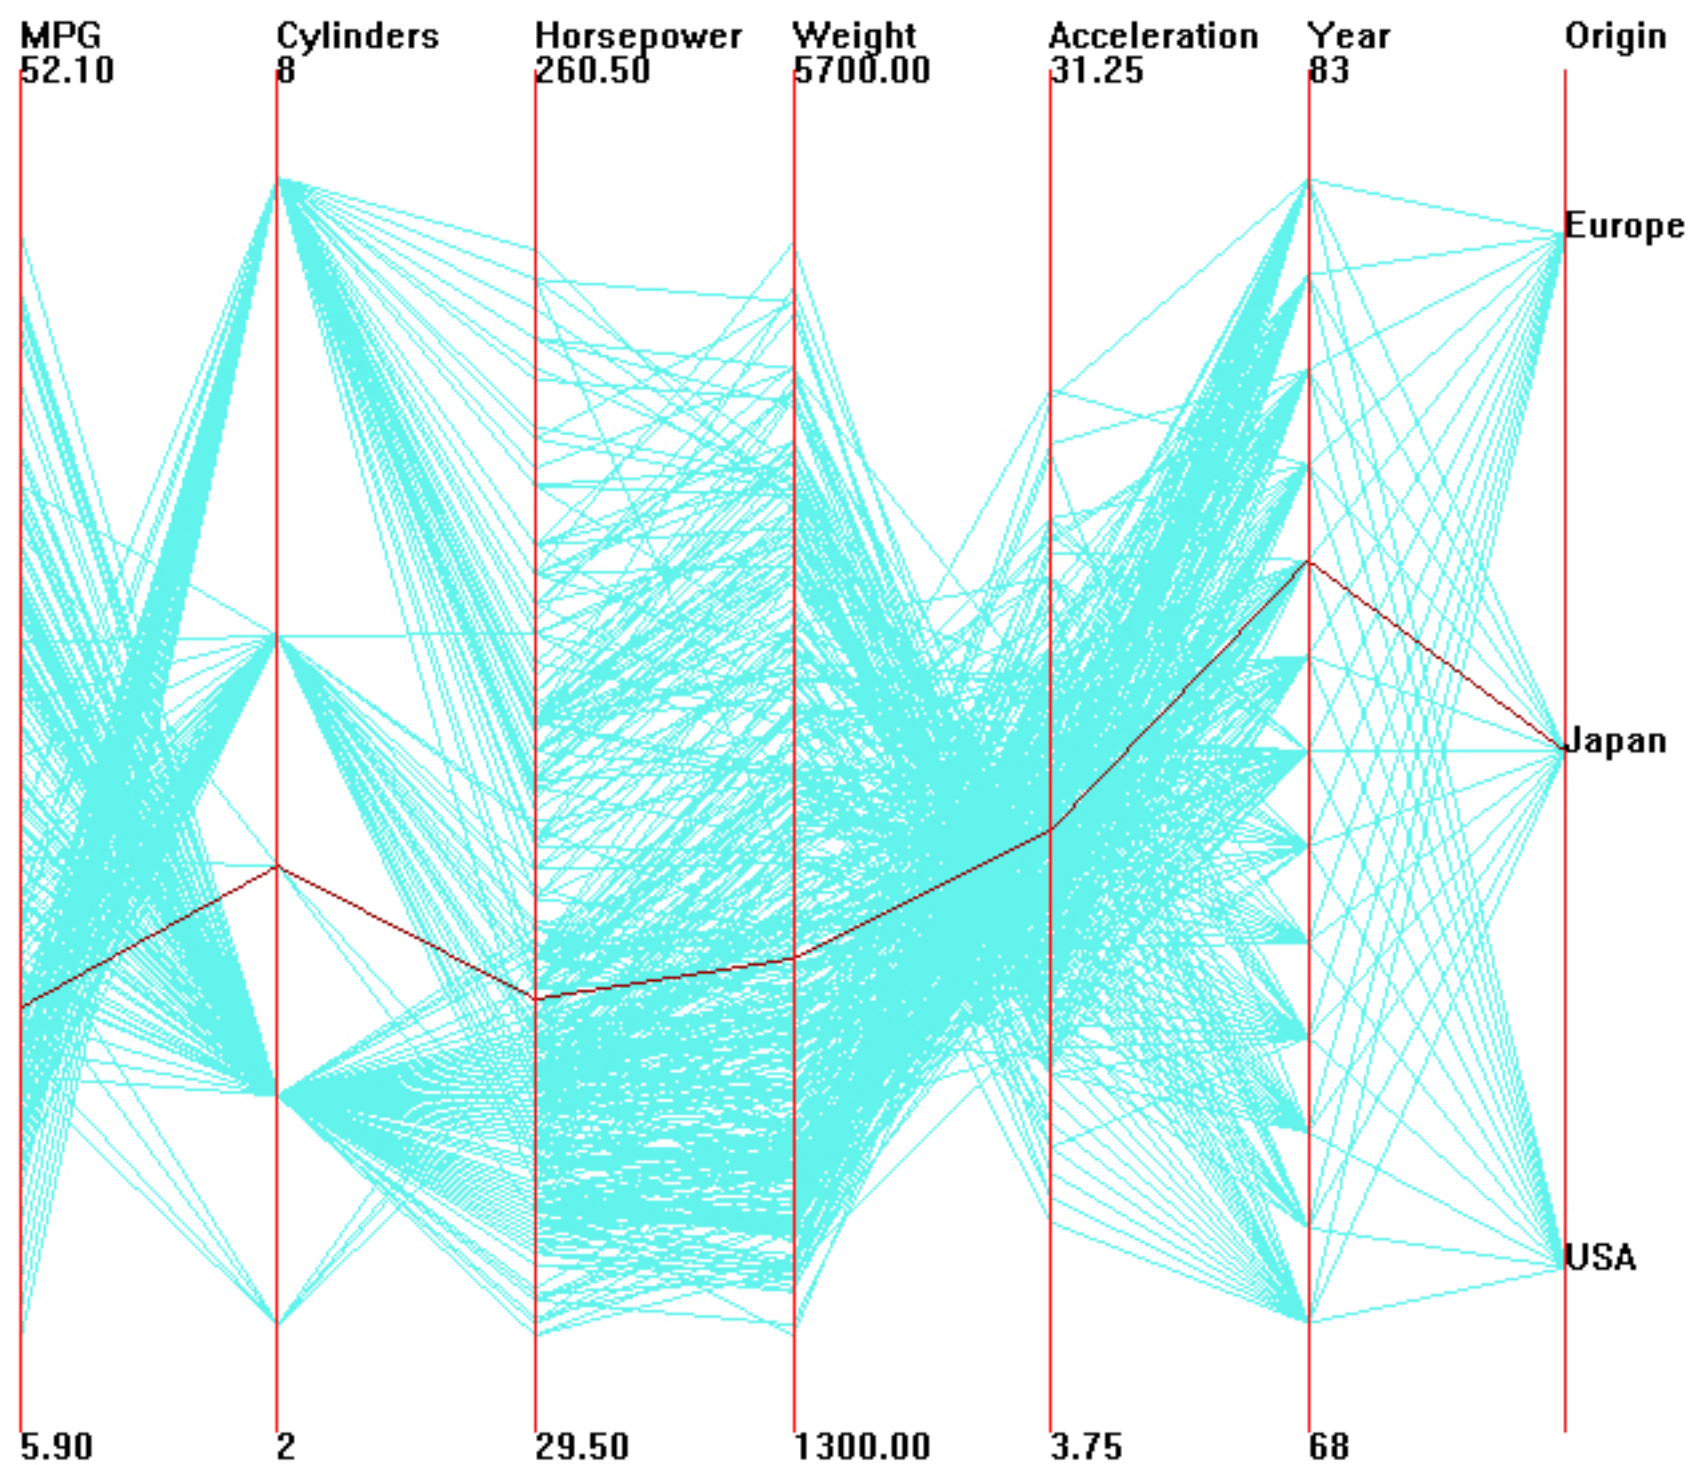 MPG Cylinders Horsepower Weight Acceleration Year Origin
52.10 8 260.50 5700.00 31.25 83
Europe
Japan
USA
5.90 2 29.50 1300.00 3.75 68